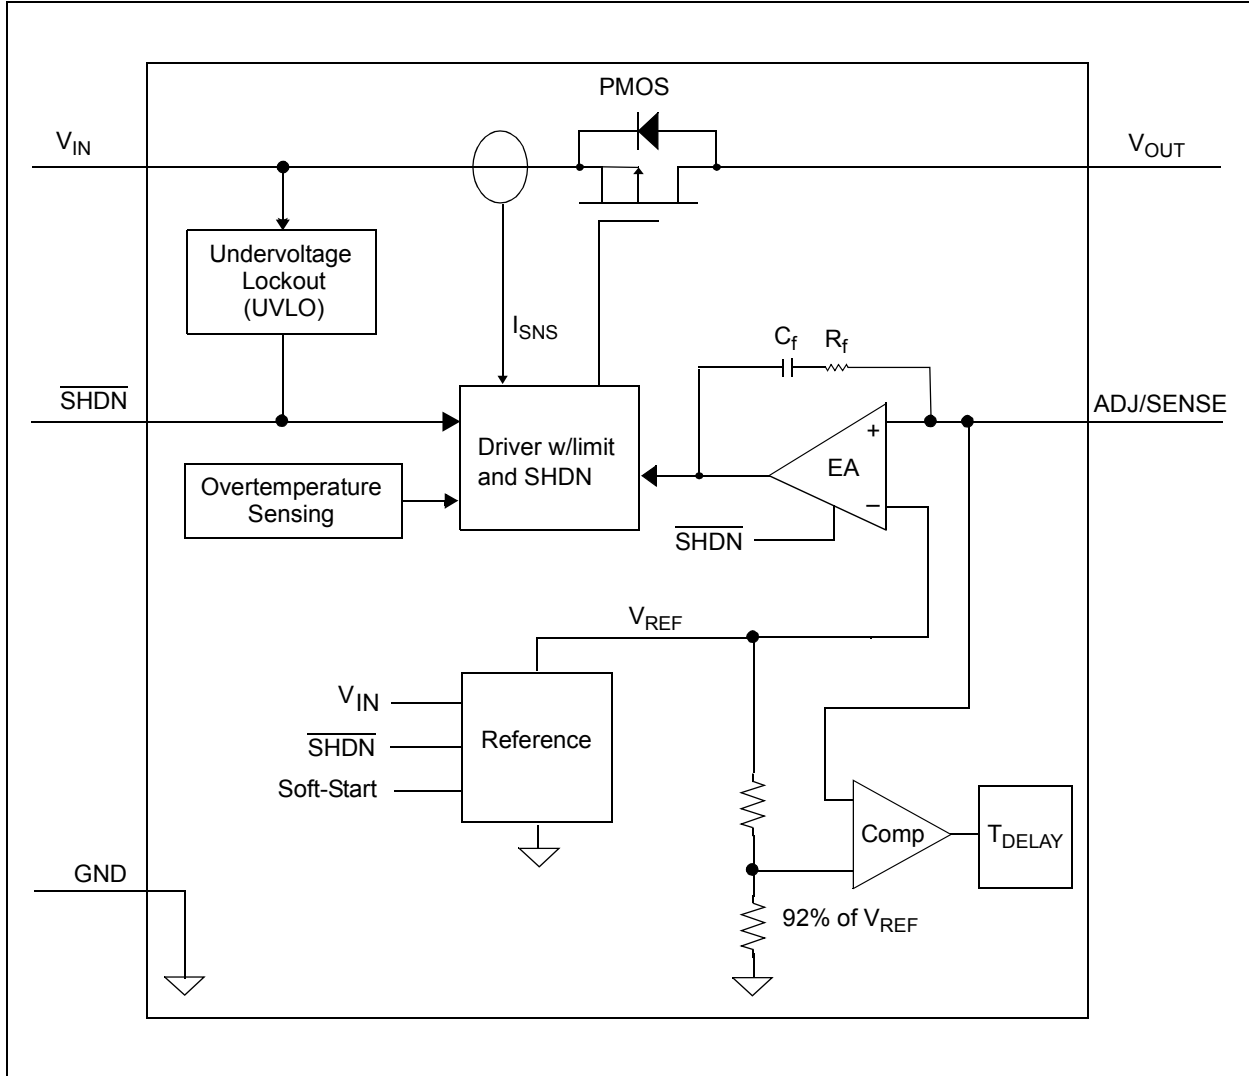 PMOS
V_IN
V_OUT
Undervoltage
Lockout
(UVLO)
I_SNS
C_f
R_f
SHDN
ADJ/SENSE
Driver w/limit
and SHDN
+
EA
−
Overtemperature
Sensing
SHDN
V_REF
V_IN
SHDN
Soft-Start
Reference
Comp
T_DELAY
GND
92% of V_REF